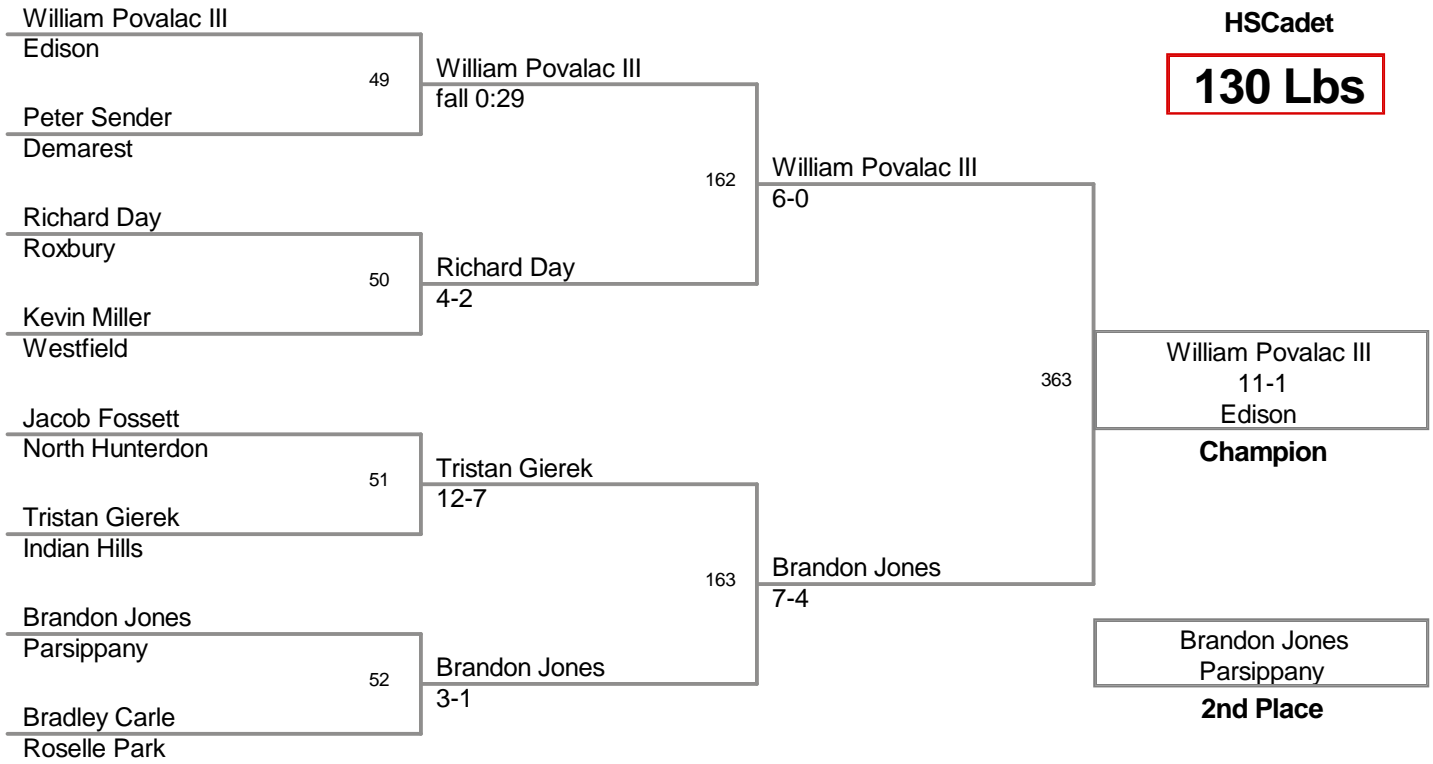 William Povalac III
Edison
49
Peter Sender
Demarest
William Povalac III
fall 0:29
Richard Day
Roxbury
50
Kevin Miller
Westfield
Richard Day
4-2
162
William Povalac III
6-0
Jacob Fossett
North Hunterdon
51
Tristan Gierek
Indian Hills
Tristan Gierek
12-7
Brandon Jones
Parsippany
52
Bradley Carle
Roselle Park
Brandon Jones
3-1
163
Brandon Jones
7-4
363
HSCadet
130 Lbs
William Povalac III
11-1
Edison
Champion
Brandon Jones
Parsippany
2nd Place